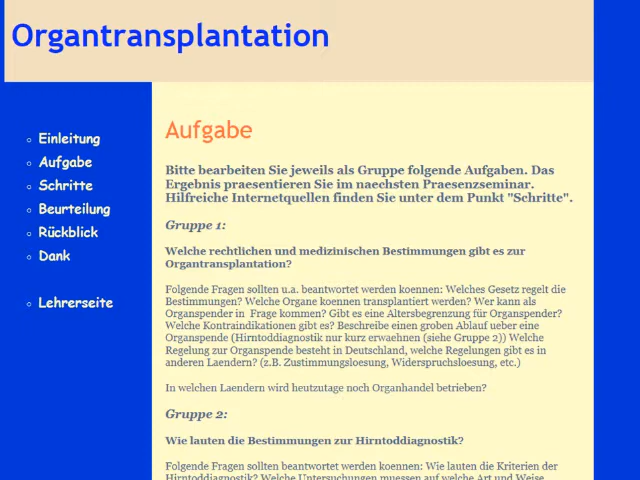 Organtransplantation
Einleitung
Aufgabe
Schritte
Beurteilung
Rückblick
Dank
Lehrerseite
Aufgabe
Bitte bearbeiten Sie jeweils als Gruppe folgende Aufgaben. Das
Ergebnis praesentieren Sie im naechsten Praesenzseminar.
Hilfreiche Internetquellen finden Sie unter dem Punkt "Schritte".
Gruppe 1:
Welche rechtlichen und medizinischen Bestimmungen gibt es zur
Organtransplantation?
Folgende Fragen sollten u.a. beantwortet werden koennen: Welches Gesetz regelt die
Bestimmungen? Welche Organe koennen transplantiert werden? Wer kann als
Organspender in Frage kommen? Gibt es eine Altersbegrenzung für Organspender?
Welche Kontraindikationen gibt es? Beschreibe einen groben Ablauf ueber eine
Organspende (Hirntoddiagnostik nur kurz erwaehnen (siehe Gruppe 2)) Welche
Regelung zur Organspende besteht in Deutschland, welche Regelungen gibt es in
anderen Laendern? (z.B. Zustimmungsloesung, Widerspruchsloesung, etc.)
In welchen Laendern wird heutzutage noch Organhandel betrieben?
Gruppe 2:
Wie lauten die Bestimmungen zur Hirntoddiagnostik?
Folgende Fragen sollten beantwortet werden koennen: Wie lauten die Kriterien der
Hirntoddiagnostik? Welche Untersuchungen muessen auf welche Art und Weise